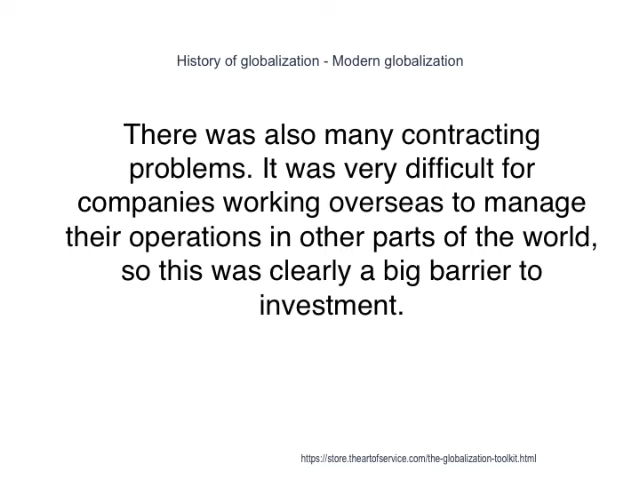 History of globalization - Modern globalization
There was also many contracting
problems. It was very difficult for
companies working overseas to manage
their operations in other parts of the world,
so this was clearly a big barrier to
investment.
https://store.theartofservice.com/the-globalization-toolkit.html